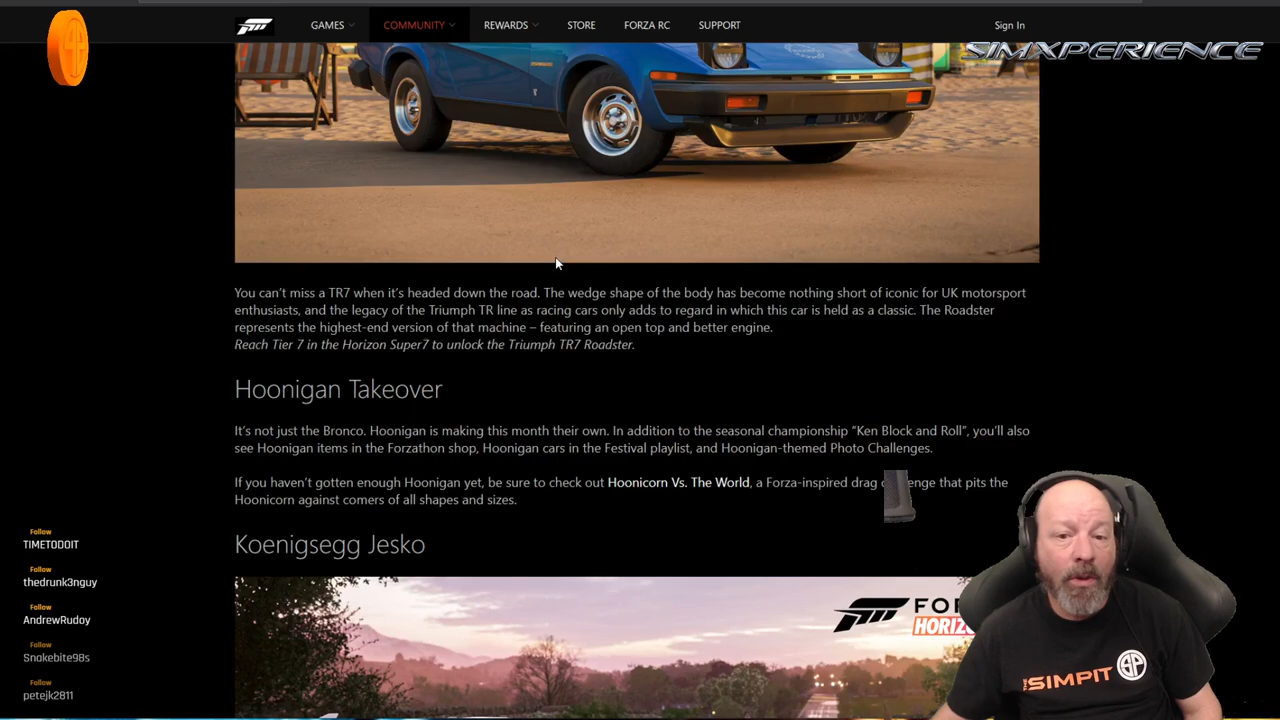 GAMES COMMUNITY REWARDS STORE FORZA RC SUPPORT Sign In
SIMXPERIENCE
You can't miss a TR7 when it's headed down the road. The wedge shape of the body has become nothing short of iconic for UK motorsport
enthusiasts, and the legacy of the Triumph TR line as racing cars only adds to regard in which this car is held as a classic. The Roadster
represents the highest-end version of that machine – featuring an open top and better engine.
Reach Tier 7 in the Horizon Super7 to unlock the Triumph TR7 Roadster.
Hoonigan Takeover
It's not just the Bronco. Hoonigan is making this month their own. In addition to the seasonal championship “Ken Block and Roll”, you'll also
see Hoonigan items in the Forzathon shop, Hoonigan cars in the Festival playlist, and Hoonigan-themed Photo Challenges.
If you haven't gotten enough Hoonigan yet, be sure to check out Hoonicorn Vs. The World, a Forza-inspired drag enge that pits the
Hoonicorn against comers of all shapes and sizes.
Koenigsegg Jesko
Follow
TIMETODOIT
Follow
thedrunk3nguy
Follow
AndrewRudoy
Follow
Snakebite98s
Follow
petejk2811
FO
HORIZ
THE SIMPIT SP